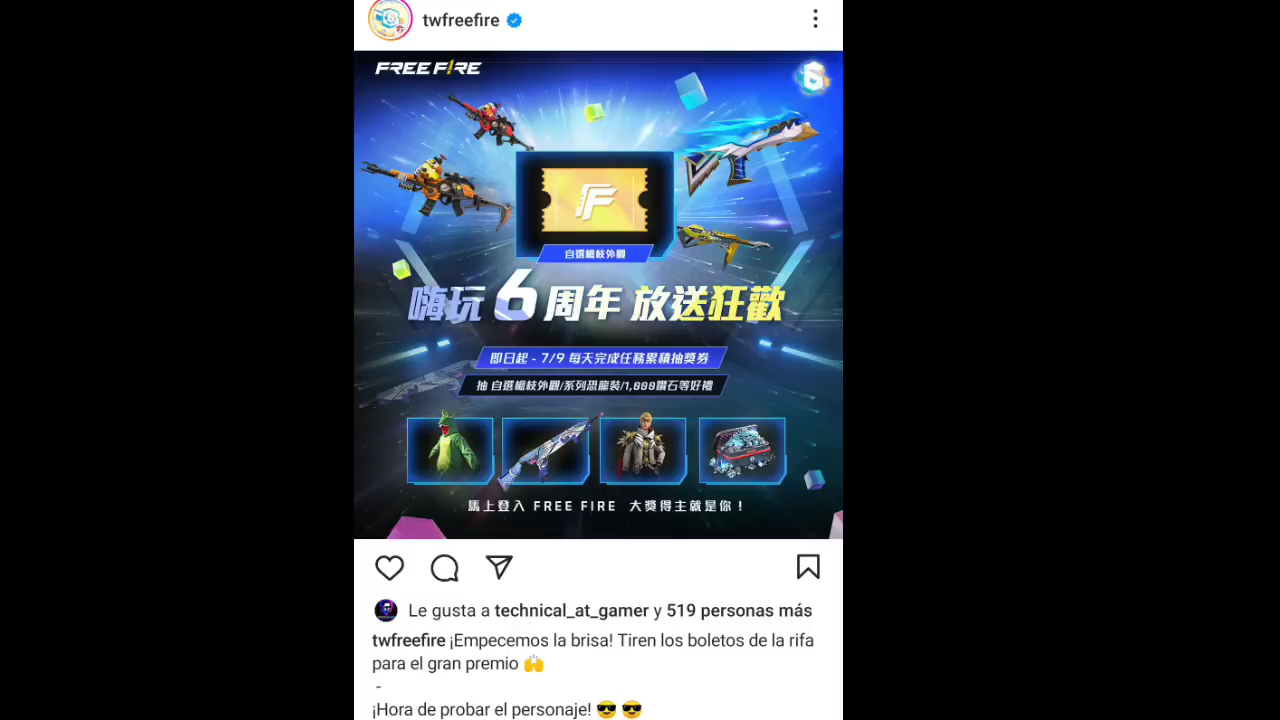 twfreefire
FREE FIRE
6
F
自選槍枝外觀
嗨玩6周年 放送狂歡
即日起 - 7/9 每天完成任務累積抽獎券
抽 自選槍枝外觀/系列恐龍裝/1,000鑽石等好禮
馬上登入 FREE FIRE 大獎得主就是你!
Le gusta a technical_at_gamer y 519 personas más
twfreefire ¡Empecemos la brisa! Tiren los boletos de la rifa
para el gran premio 🙌
-
¡Hora de probar el personaje! 😎 😎